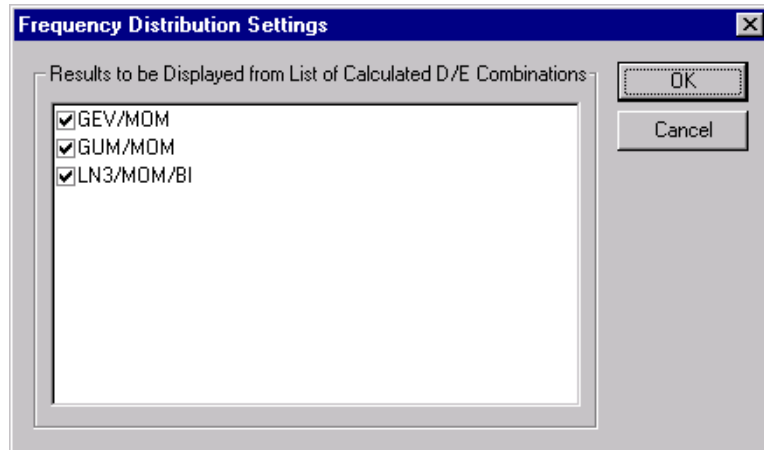 Frequency Distribution Settings
Results to be Displayed from List of Calculated D/E Combinations
GEV/MOM
GUM/MOM
LN3/MOM/BI
OK
Cancel